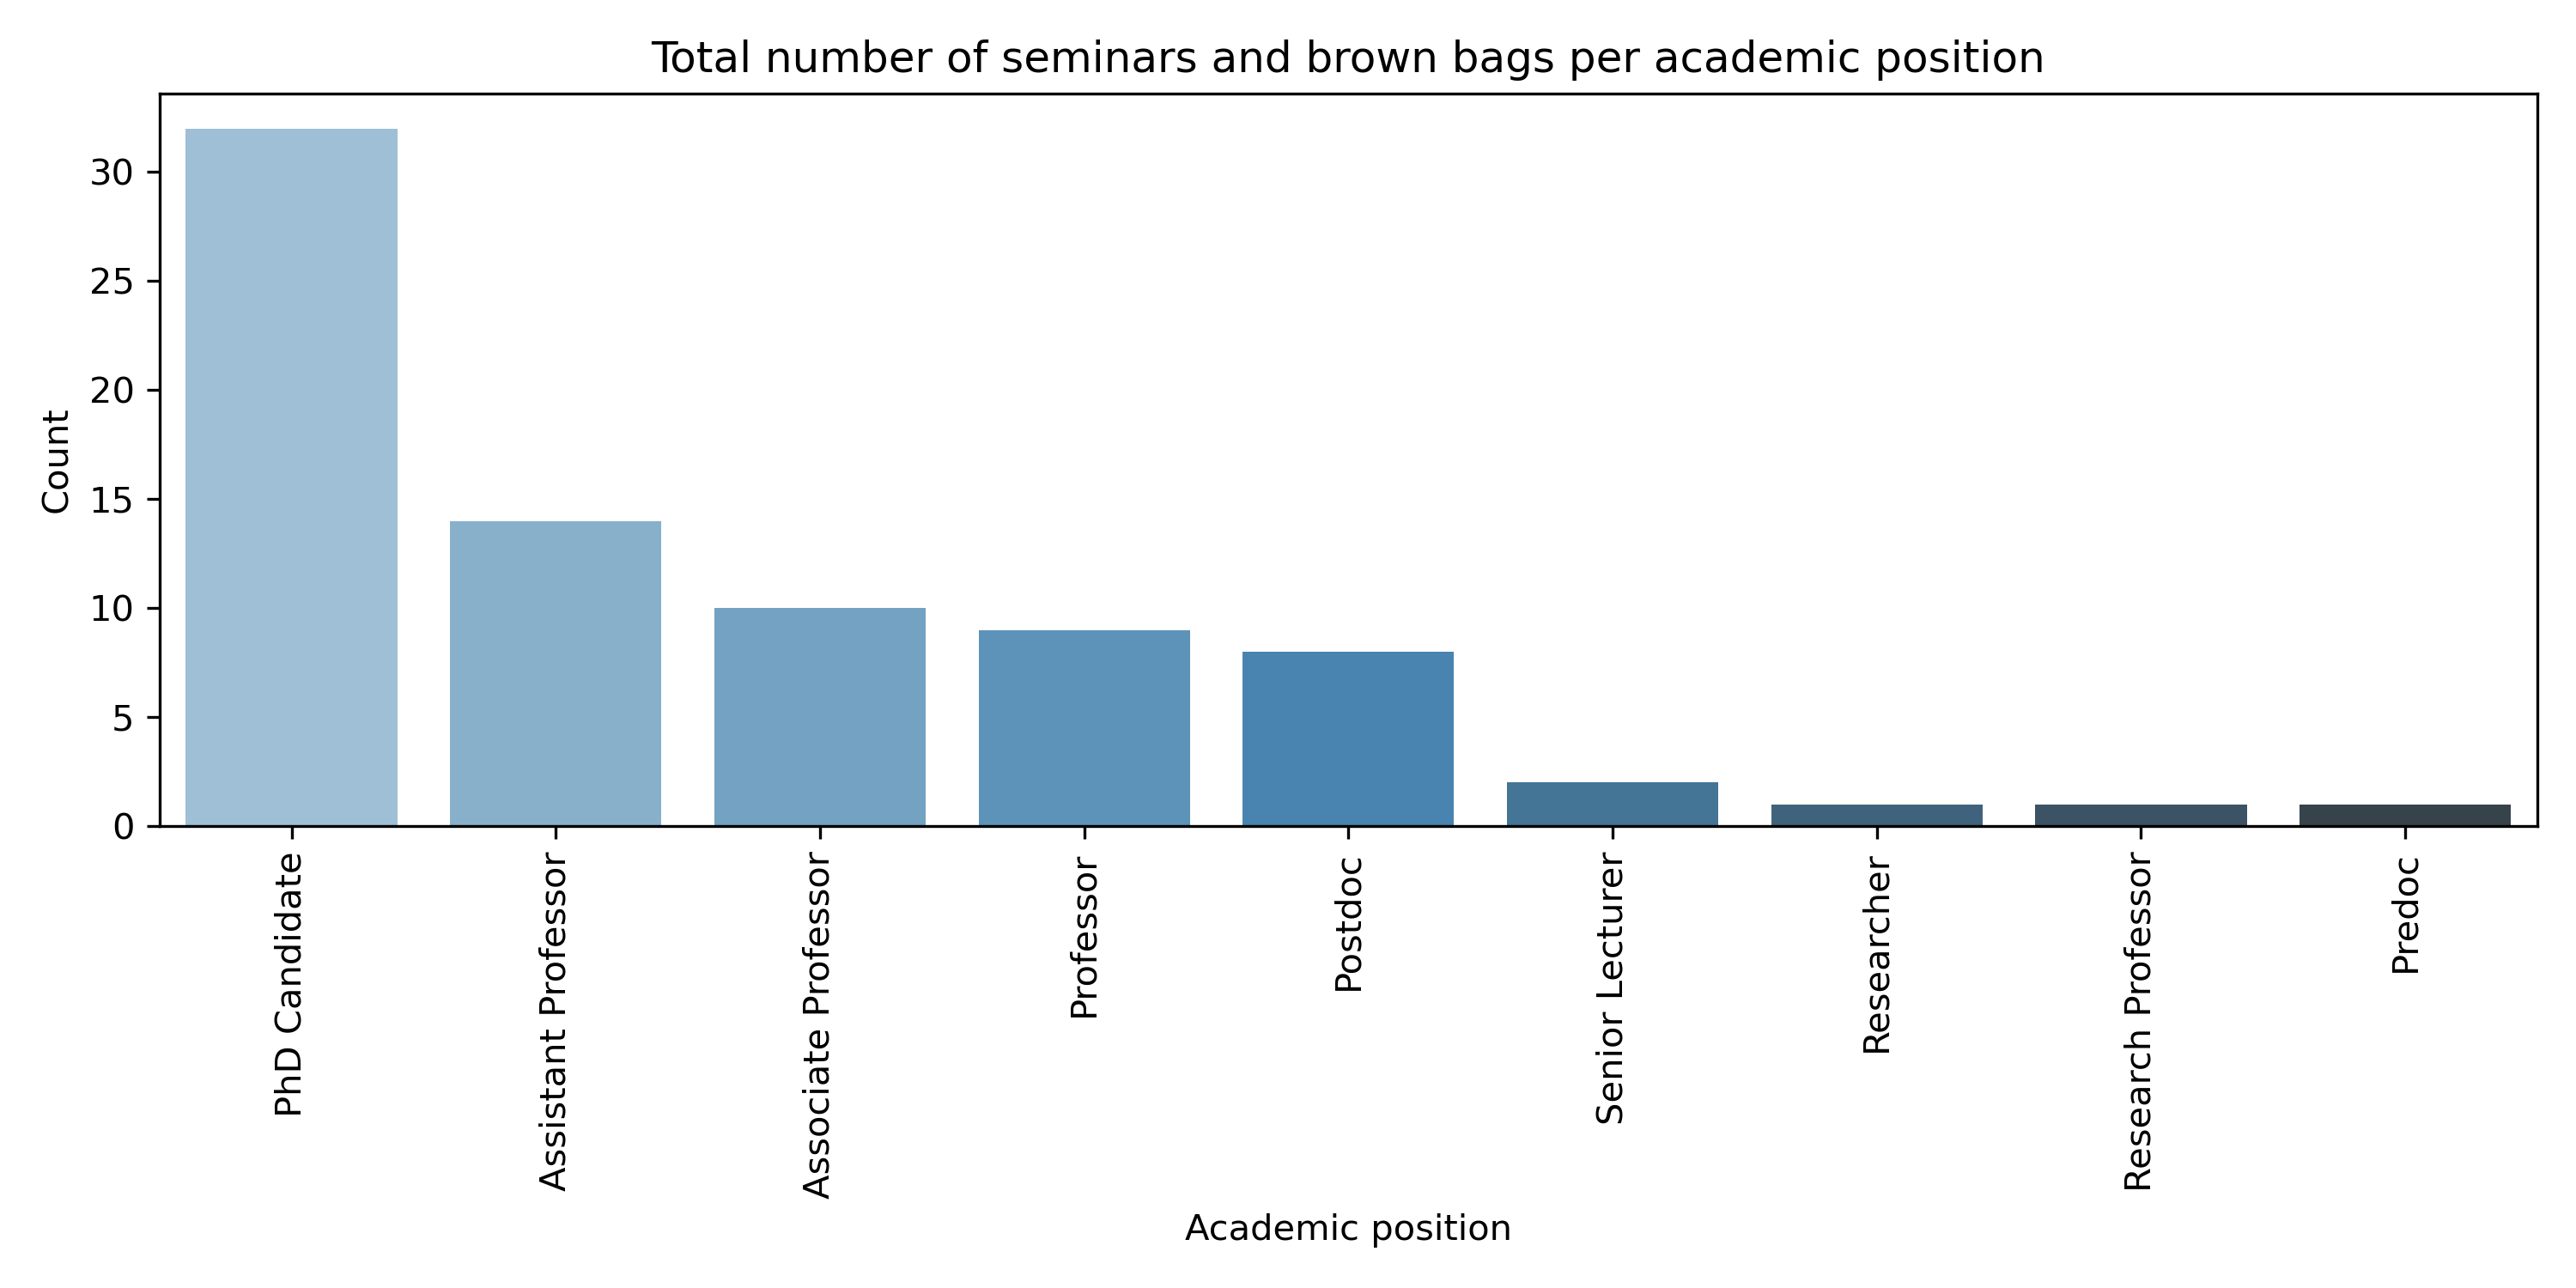 Total number of seminars and brown bags per academic position
Count
30
25
20
15
10
5
0
PhD Candidate
Assistant Professor
Associate Professor
Professor
Postdoc
Senior Lecturer
Researcher
Research Professor
Predoc
Academic position